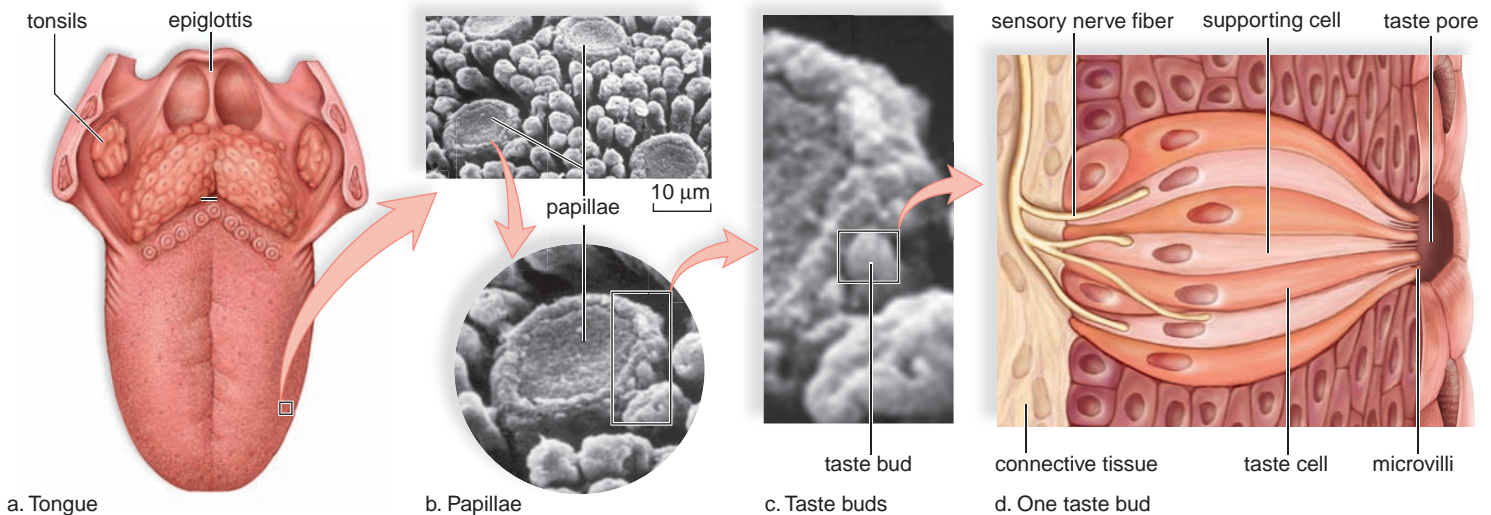 tonsils
epiglottis
a. Tongue
10 μm
papillae
b. Papillae
taste bud
c. Taste buds
sensory nerve fiber
supporting cell
taste pore
connective tissue
taste cell
microvilli
d. One taste bud